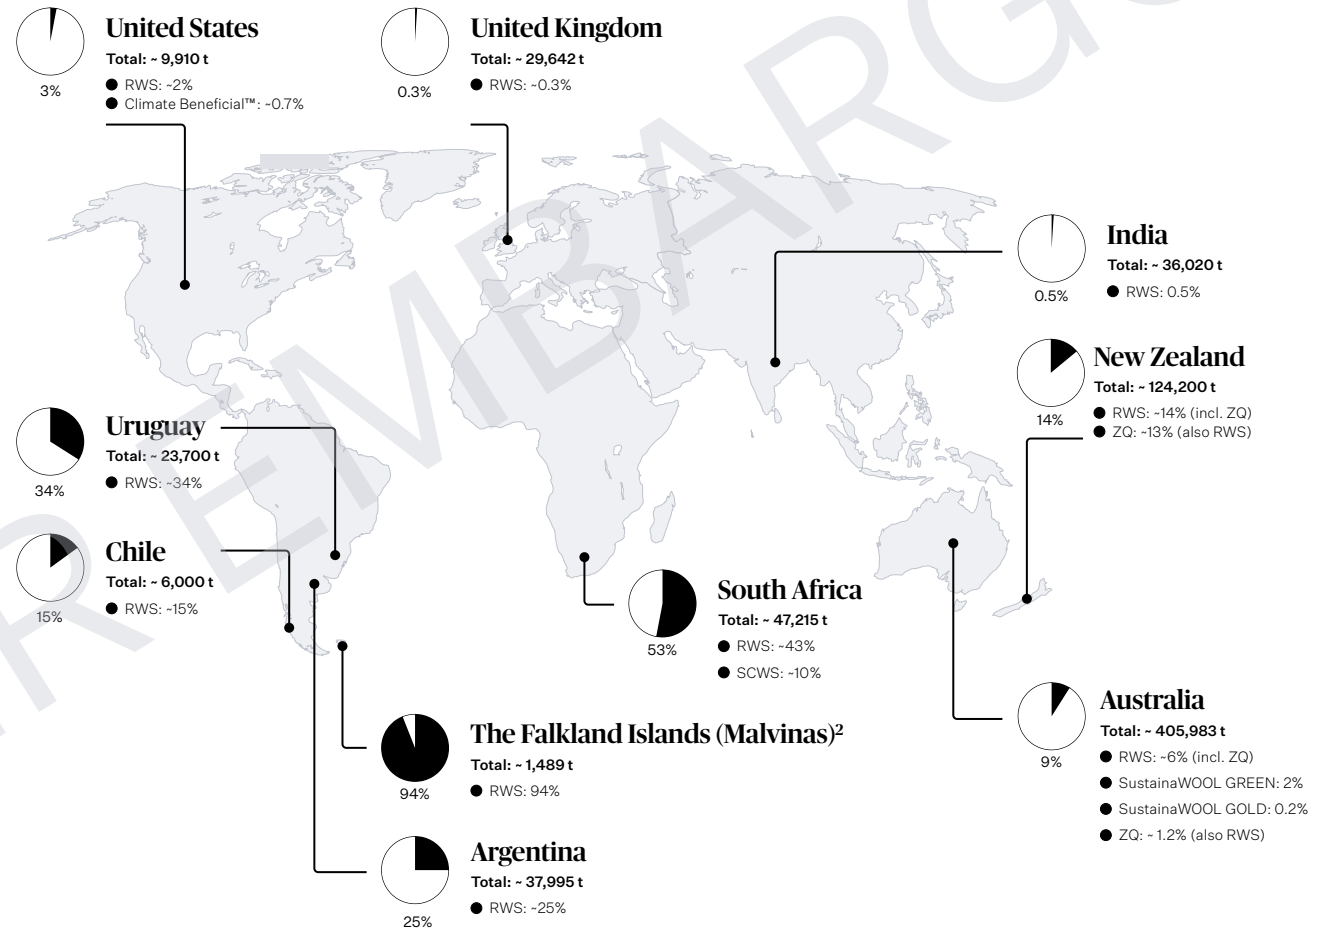 United States
Total: ~ 9,910 t
RWS: ~2%
Climate Beneficial™: ~0.7%
3%
United Kingdom
Total: ~ 29,642 t
RWS: ~0.3%
0.3%
India
Total: ~ 36,020 t
RWS: 0.5%
0.5%
New Zealand
Total: ~ 124,200 t
RWS: ~14% (incl. ZQ)
ZQ: ~13% (also RWS)
14%
Uruguay
Total: ~ 23,700 t
RWS: ~34%
34%
Chile
Total: ~ 6,000 t
RWS: ~15%
15%
South Africa
Total: ~ 47,215 t
RWS: ~43%
SCWS: ~10%
53%
Australia
Total: ~ 405,983 t
RWS: ~6% (incl. ZQ)
SustainaWOOL GREEN: 2%
SustainaWOOL GOLD: 0.2%
ZQ: ~ 1.2% (also RWS)
9%
The Falkland Islands (Malvinas)²
Total: ~ 1,489 t
RWS: 94%
94%
Argentina
Total: ~ 37,995 t
RWS: ~25%
25%
R EMBARGO